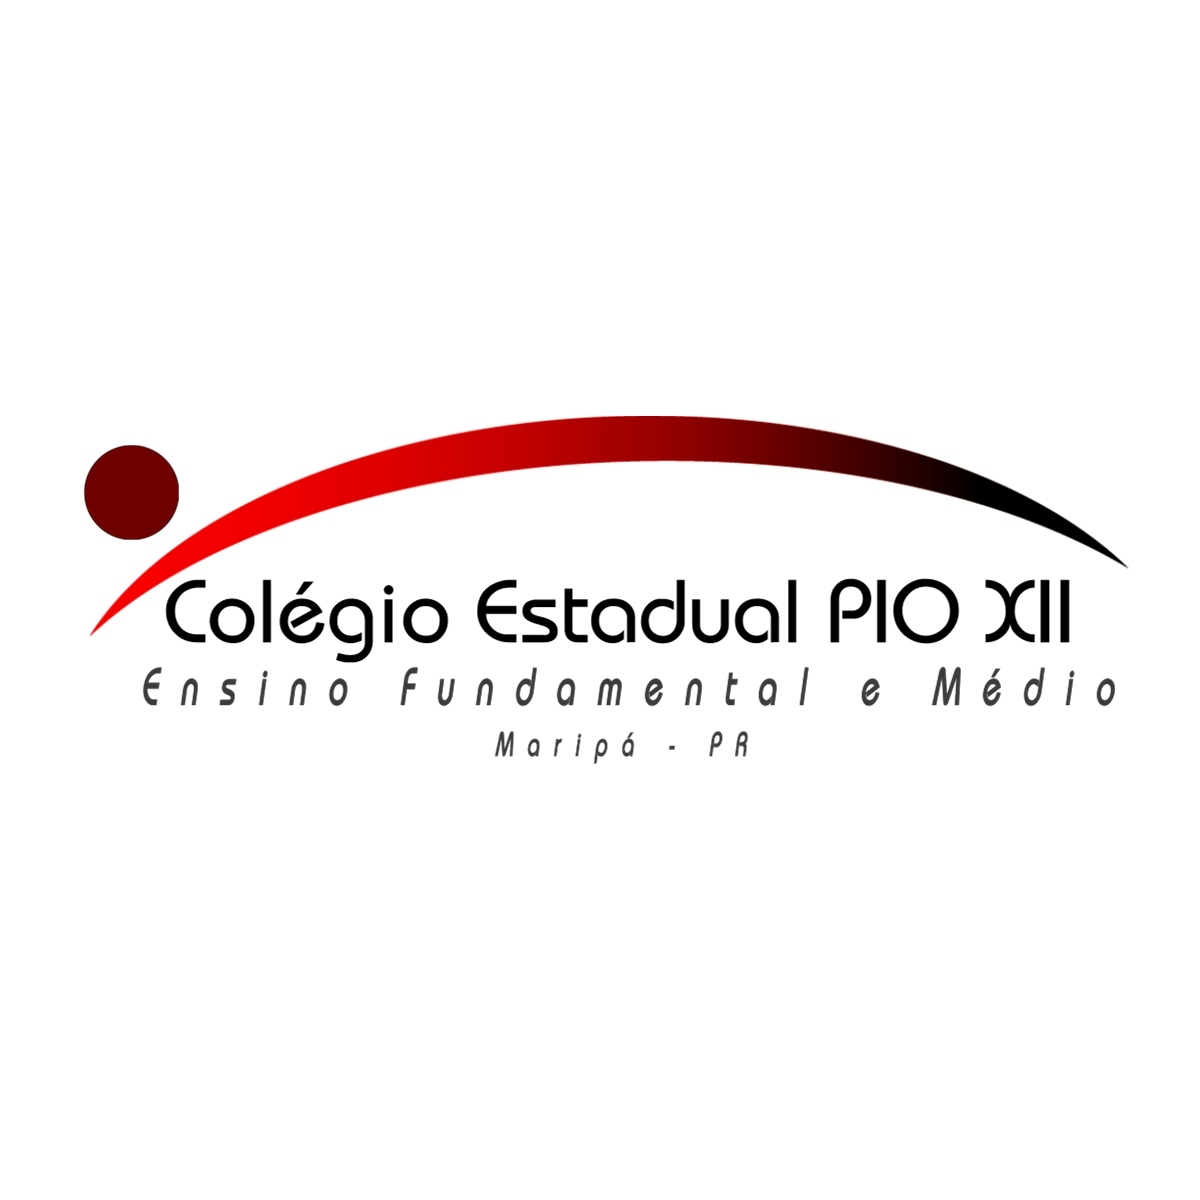 Colégio Estadual PIO XII
Ensino Fundamental e Médio
Maripá - PR